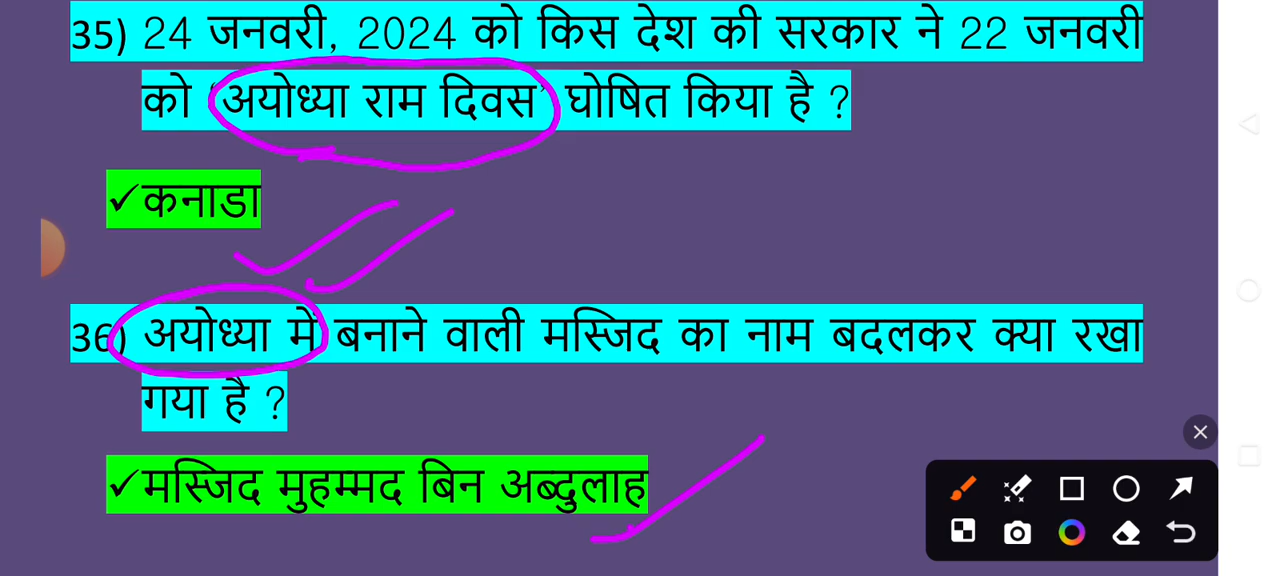 35) 24 जनवरी, 2024 को किस देश की सरकार ने 22 जनवरी
को 'अयोध्या राम दिवस' घोषित किया है ?
✓कनाडा
36) अयोध्या मे बनाने वाली मस्जिद का नाम बदलकर क्या रखा
गया है ?
✓मस्जिद मुहम्मद बिन अब्दुलाह